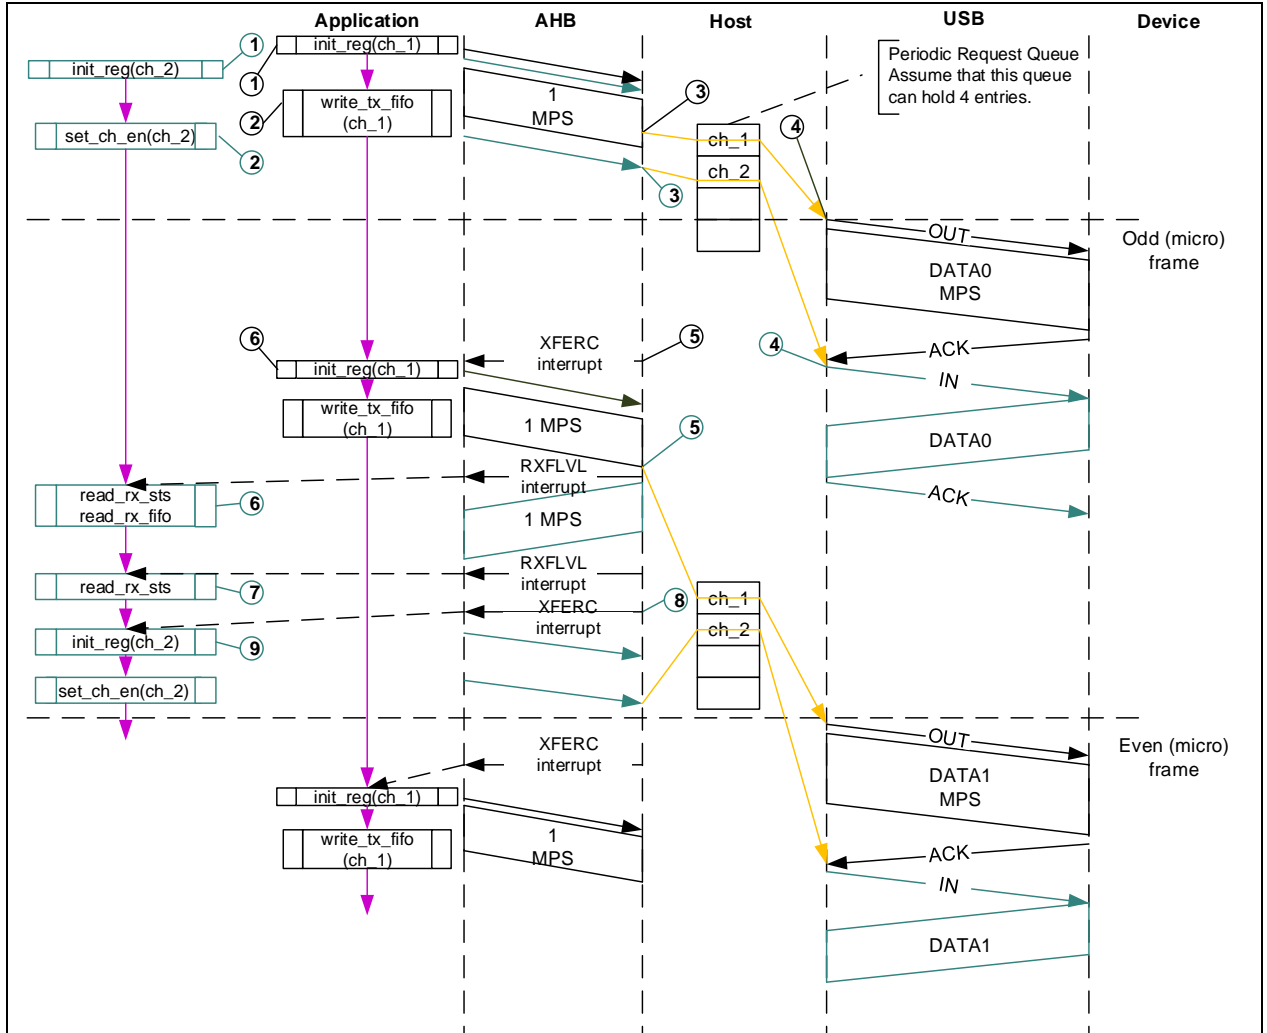 Application
AHB
Host
USB
Device
1
init_reg(ch_1)
init_reg(ch_2)
1
Periodic Request Queue
Assume that this queue
can hold 4 entries.
2
write_tx_fifo
(ch_1)
1
MPS
3
4
set_ch_en(ch_2)
2
ch_1
ch_2
3
OUT
Odd (micro)
frame
DATA0
MPS
6
XFERC
interrupt
5
4
ACK
init_reg(ch_1)
IN
write_tx_fifo
(ch_1)
1 MPS
5
DATA0
RXFLVL
interrupt
read_rx_sts
read_rx_fifo
6
1 MPS
ACK
RXFLVL
interrupt
read_rx_sts
7
XFERC
interrupt
8
ch_1
ch_2
init_reg(ch_2)
9
set_ch_en(ch_2)
XFERC
interrupt
OUT
Even (micro)
frame
DATA1
MPS
init_reg(ch_1)
write_tx_fifo
(ch_1)
1
MPS
ACK
IN
DATA1